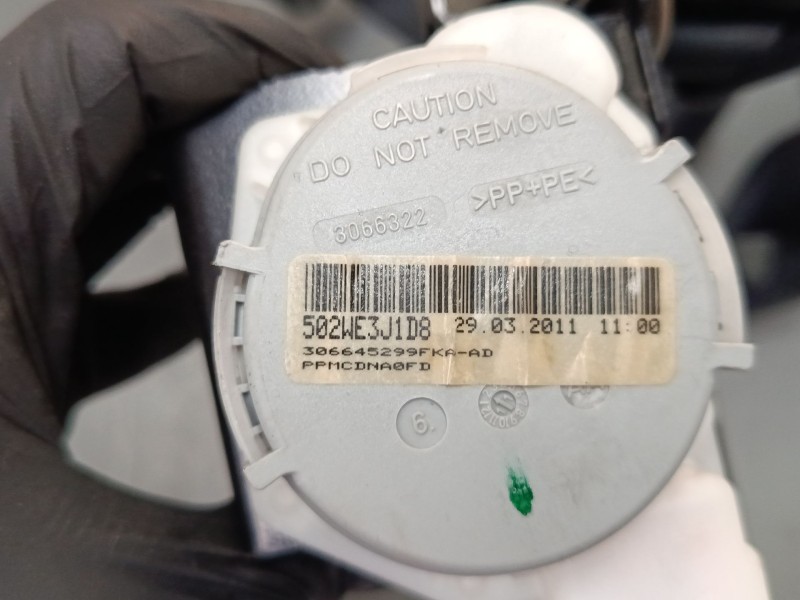 CAUTION
DO NOT REMOVE
>PP+PE<
3066322
502WE3J1D8 29.03.2011 11:00
306645299FKA-AD
PPMCDNA0FD
6.